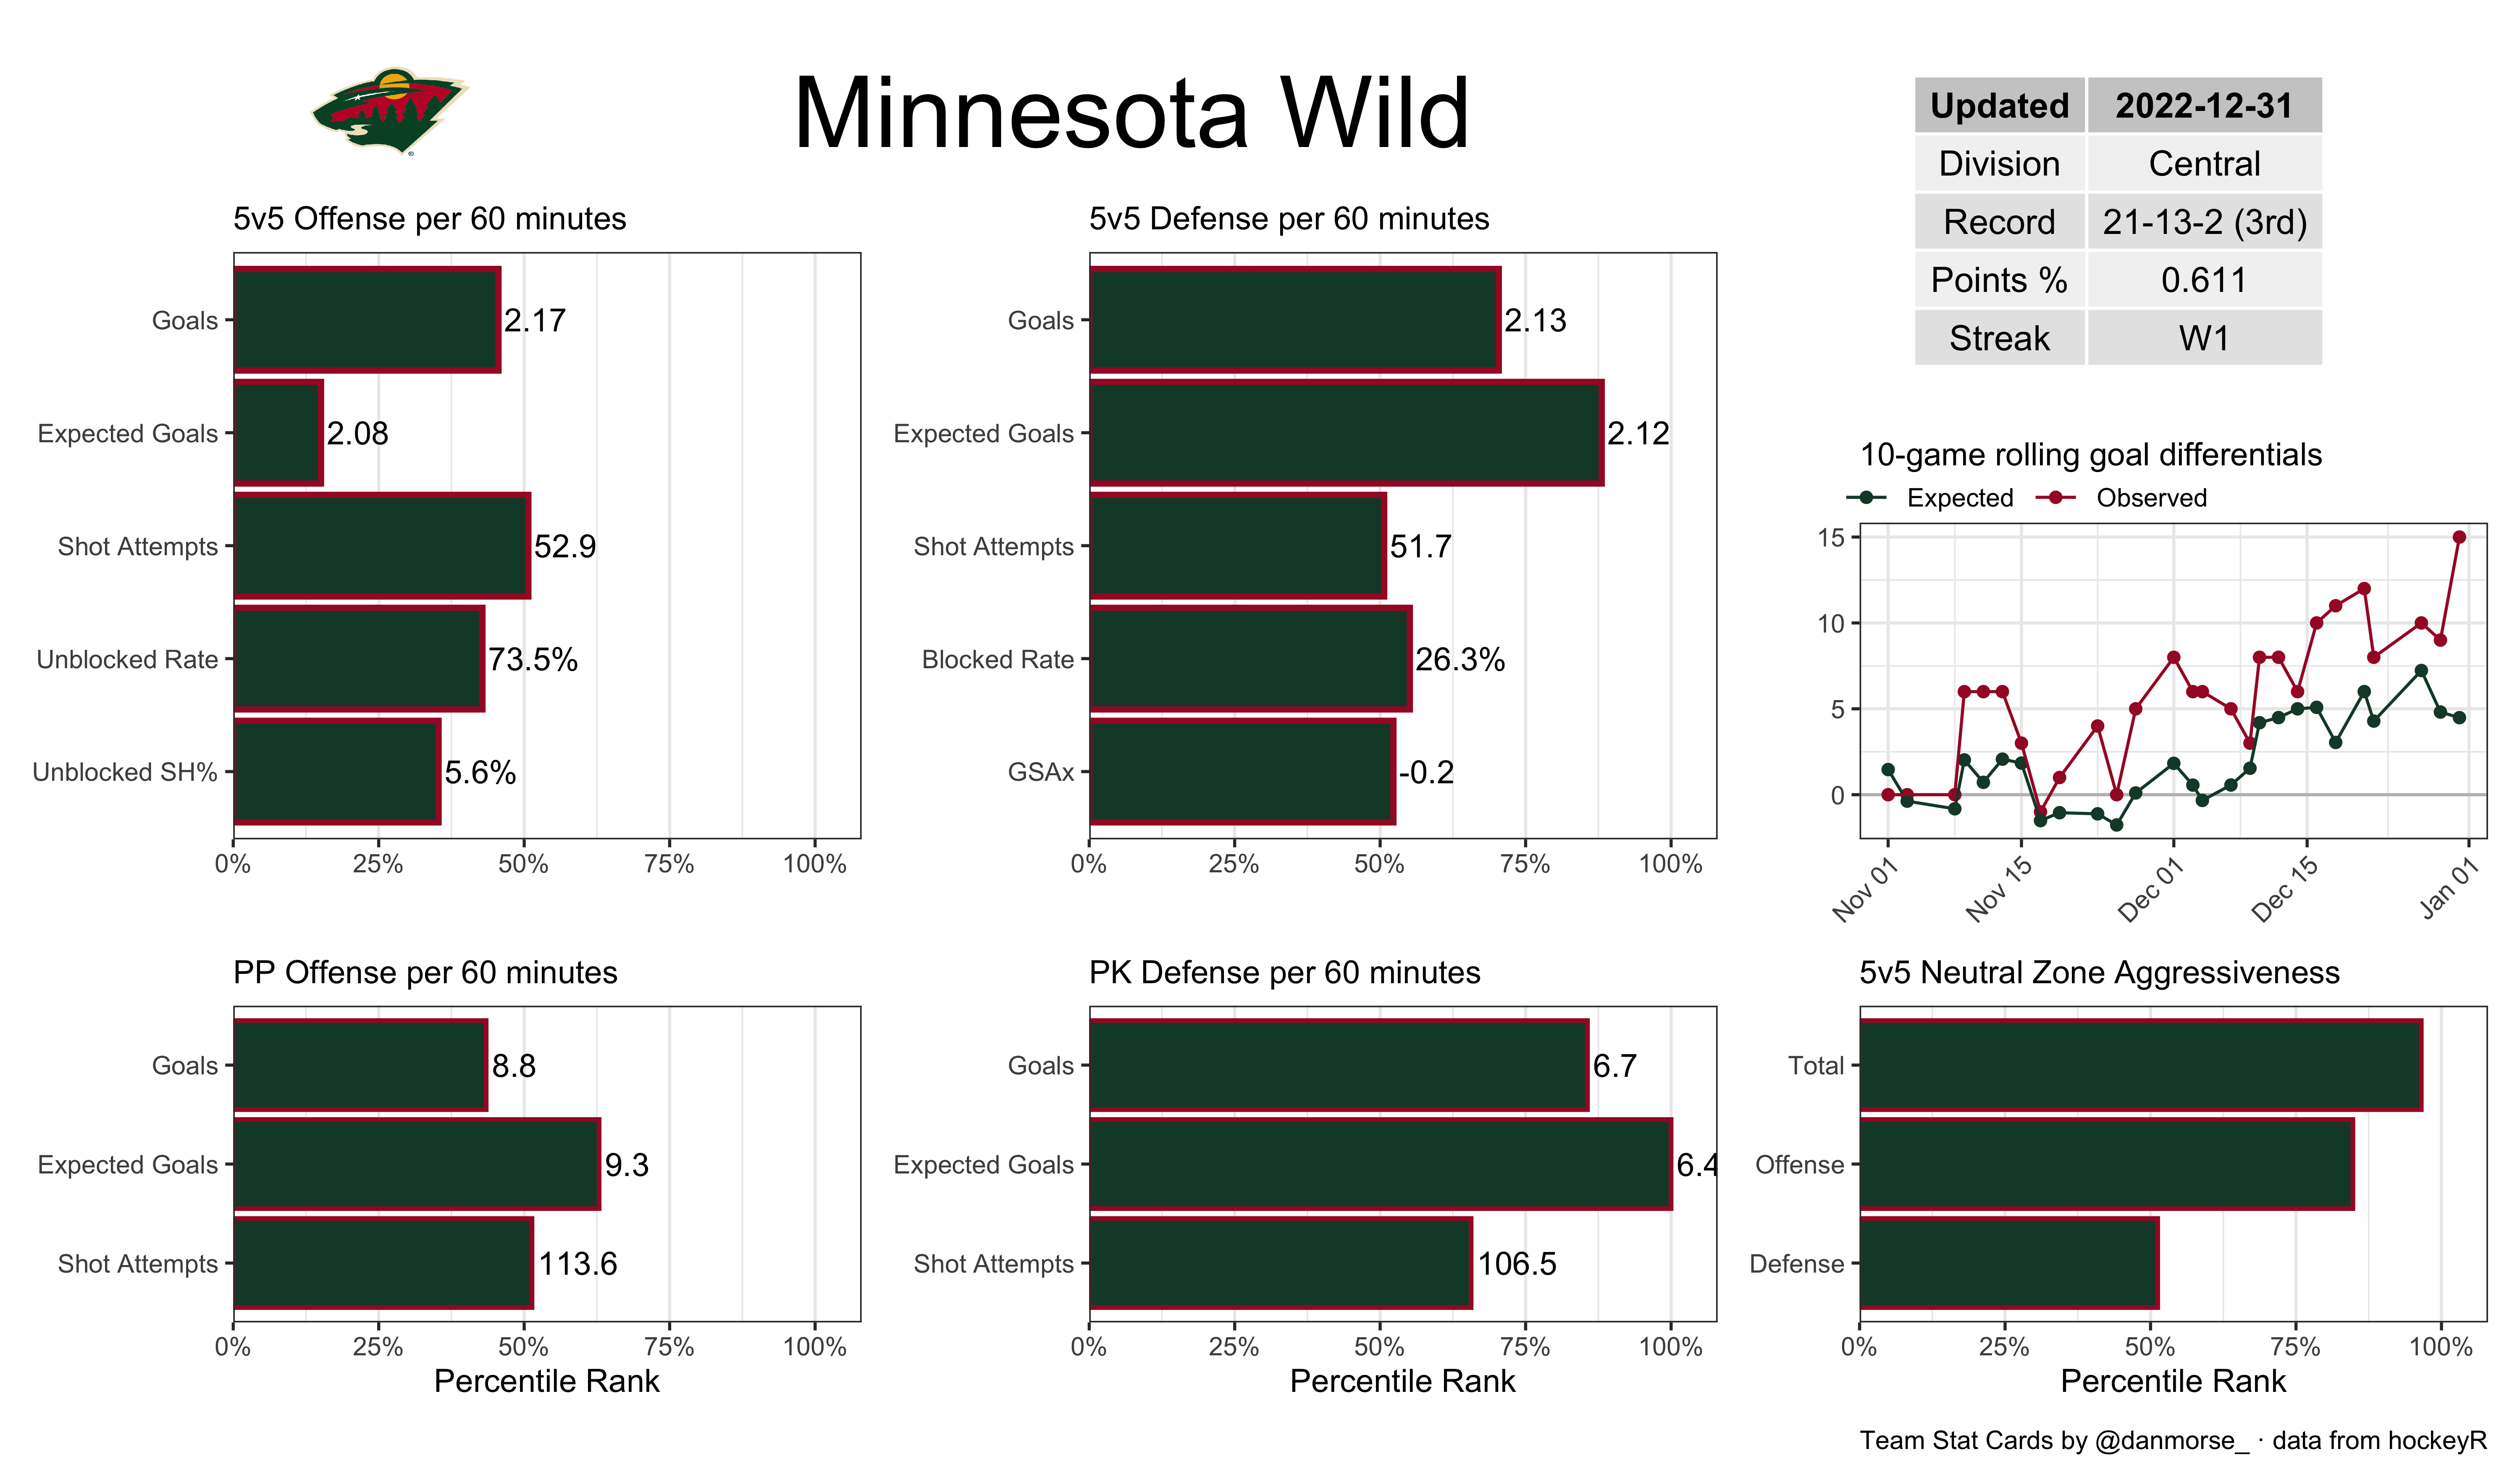 Minnesota Wild
Updated 2022-12-31
Division Central
Record 21-13-2 (3rd)
Points % 0.611
Streak W1
5v5 Offense per 60 minutes
Goals 2.17
Expected Goals 2.08
Shot Attempts 52.9
Unblocked Rate 73.5%
Unblocked SH% 5.6%
0% 25% 50% 75% 100%
5v5 Defense per 60 minutes
Goals 2.13
Expected Goals 2.12
Shot Attempts 51.7
Blocked Rate 26.3%
GSAx -0.2
0% 25% 50% 75% 100%
10-game rolling goal differentials
Expected Observed
15
10
5
0
Nov 01 Nov 15 Dec 01 Dec 15 Jan 01
PP Offense per 60 minutes
Goals 8.8
Expected Goals 9.3
Shot Attempts 113.6
0% 25% 50% 75% 100%
Percentile Rank
PK Defense per 60 minutes
Goals 6.7
Expected Goals 6.4
Shot Attempts 106.5
0% 25% 50% 75% 100%
Percentile Rank
5v5 Neutral Zone Aggressiveness
Total
Offense
Defense
0% 25% 50% 75% 100%
Percentile Rank
Team Stat Cards by @danmorse_ · data from hockeyR